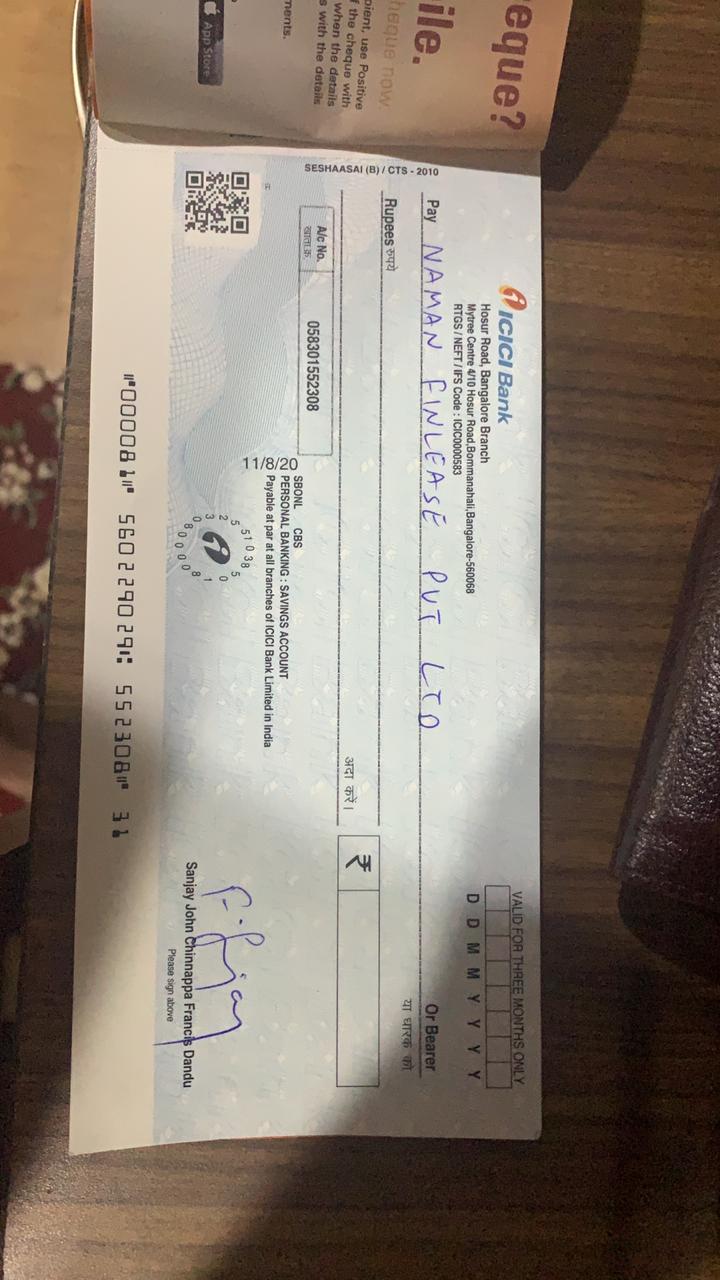 eque?
ile.
heque now.
pient, use Positive
f the cheque with
when the details
s with the details
ments.
App Store
SESHAASAI (B) / CTS - 2010
ICICI Bank
Hosur Road, Bangalore Branch
Mytree Centre 4/10 Hosur Road,Bommanahali,Bangalore-560068
RTGS / NEFT / IFS Code : ICIC0000583
VALID FOR THREE MONTHS ONLY
D D M M Y Y Y Y
Pay NAMAN FINLEASE PVT LTD Or Bearer
या धारक को
Rupees रुपये
अदा करें।
₹
A/c No. 058301552308
खाता क्र.
SBONL CBS
PERSONAL BANKING : SAVINGS ACCOUNT
Payable at par at all branches of ICICI Bank Limited in India
11/8/20
Sanjay John Chinnappa Francis Dandu
Please sign above
⑈000081⑈ 560229029⑆ 552308⑈ 31